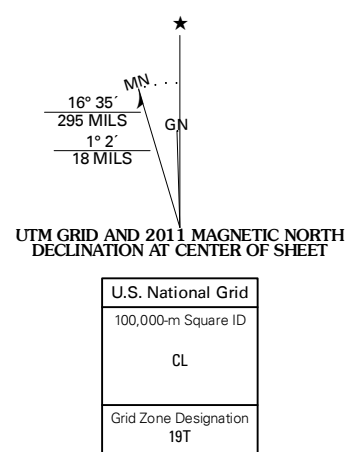 ★
MN
GN
16° 35´
295 MILS
1° 2´
18 MILS
UTM GRID AND 2011 MAGNETIC NORTH
DECLINATION AT CENTER OF SHEET
U.S. National Grid
100,000-m Square ID
CL
Grid Zone Designation
19T